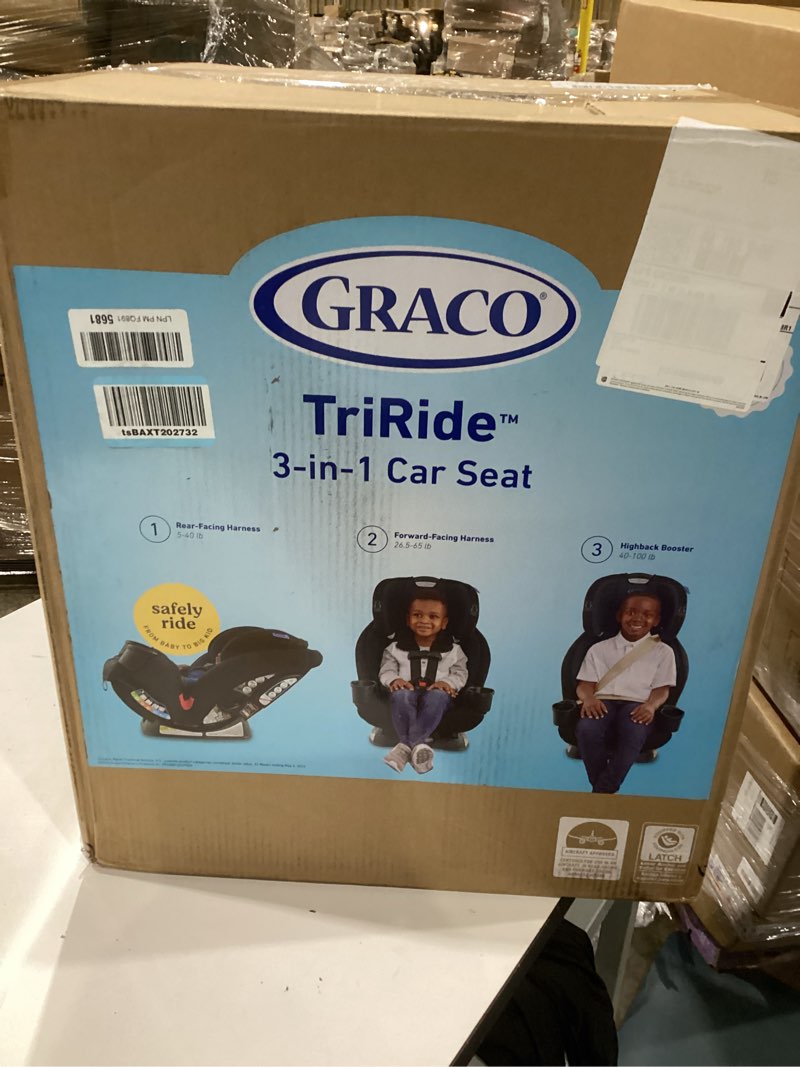 LPN PM FQ891
5681
tsBAXT202732
GRACO®
TriRide™
3-in-1 Car Seat
1 Rear-Facing Harness
5-40 lb
2 Forward-Facing Harness
26.5-65 lb
3 Highback Booster
40-100 lb
safely
ride
FROM BABY TO BIG KID
AIRCRAFT APPROVED
LATCH